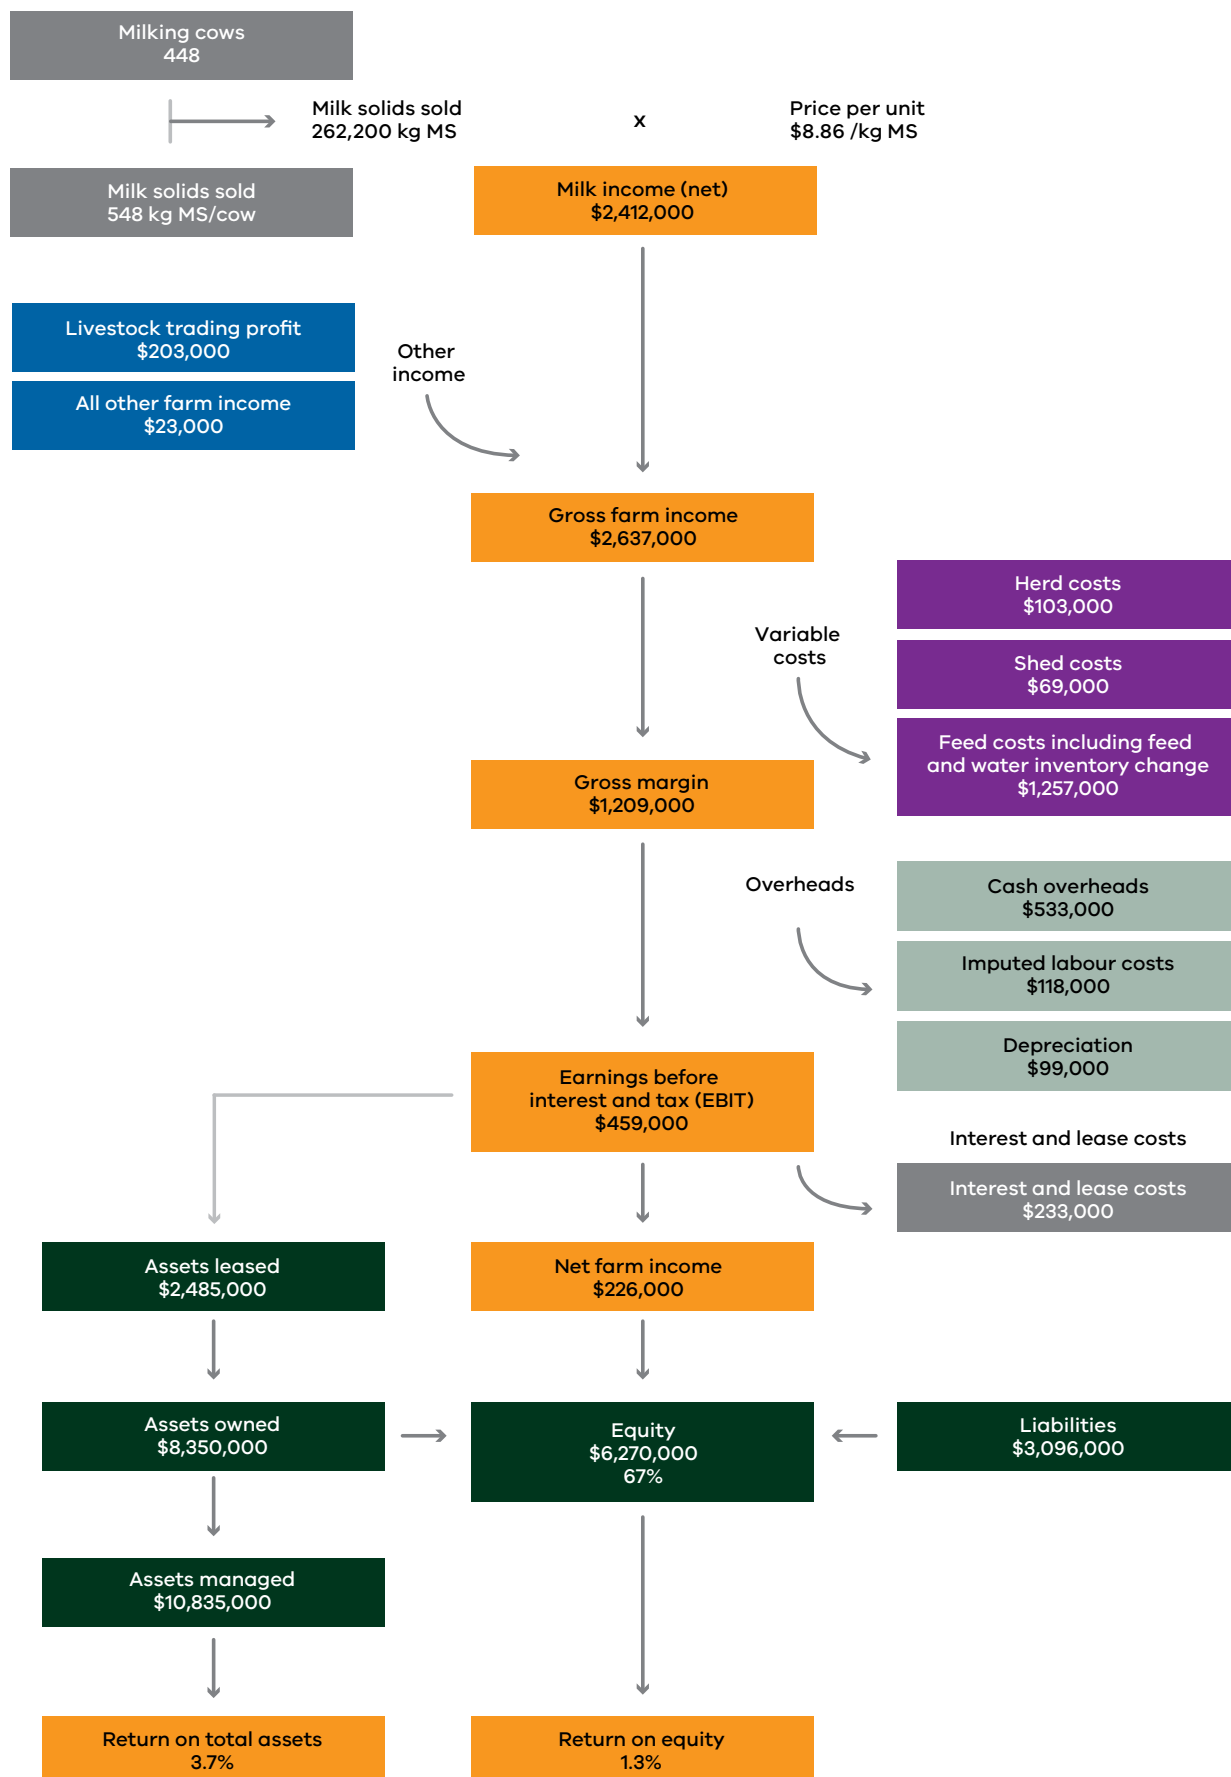 Milking cows
448
Milk solids sold
262,200 kg MS
x
Price per unit
$8.86 /kg MS
Milk solids sold
548 kg MS/cow
Milk income (net)
$2,412,000
Livestock trading profit
$203,000
All other farm income
$23,000
Other
income
Gross farm income
$2,637,000
Variable
costs
Herd costs
$103,000
Shed costs
$69,000
Feed costs including feed
and water inventory change
$1,257,000
Gross margin
$1,209,000
Overheads
Cash overheads
$533,000
Imputed labour costs
$118,000
Depreciation
$99,000
Earnings before
interest and tax (EBIT)
$459,000
Interest and lease costs
Interest and lease costs
$233,000
Assets leased
$2,485,000
Net farm income
$226,000
Assets owned
$8,350,000
Equity
$6,270,000
67%
Liabilities
$3,096,000
Assets managed
$10,835,000
Return on total assets
3.7%
Return on equity
1.3%